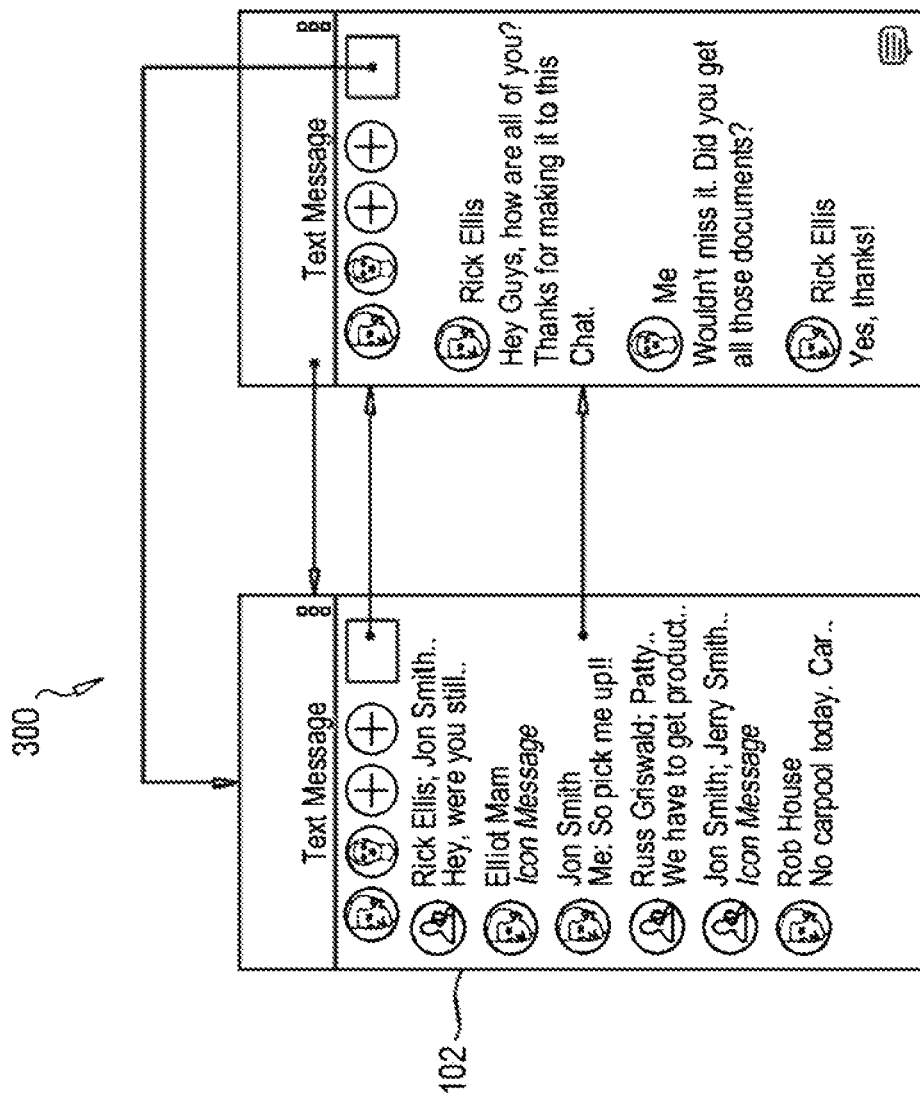 300
102
Text Message
Rick Ellis; Jon Smith..
Hey, were you still..
Elliot Mam
Icon Message
Jon Smith
Me: So pick me up!!
Russ Griswald; Patty..
We have to get product..
Jon Smith; Jerry Smith..
Icon Message
Rob House
No carpool today. Car..
Text Message
Rick Ellis
Hey Guys, how are all of you?
Thanks for making it to this
Chat.
Me
Wouldn't miss it. Did you get
all those documents?
Rick Ellis
Yes, thanks!